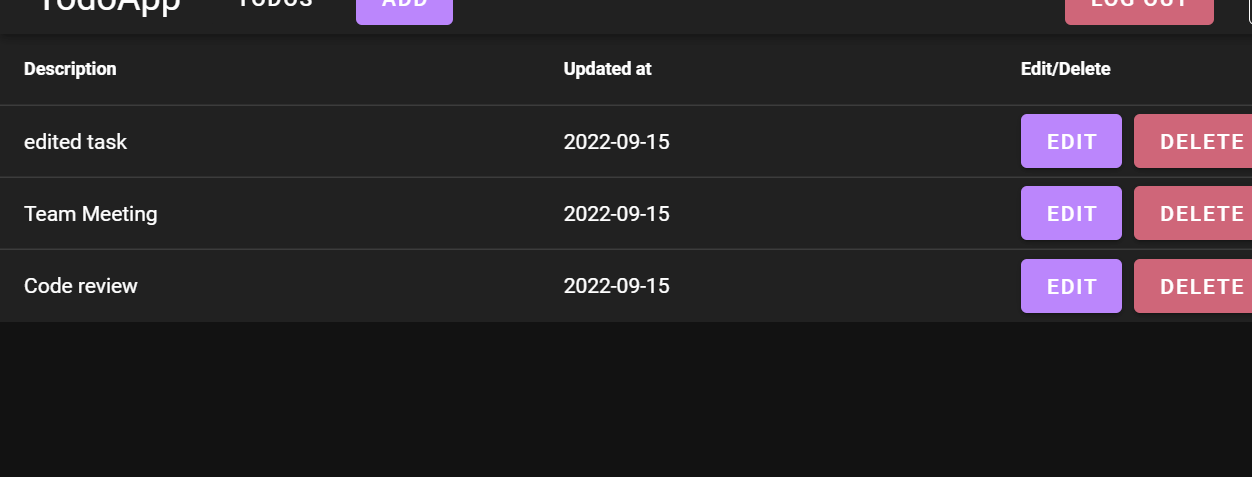 TodoApp TODOS ADD LOG OUT
Description Updated at Edit/Delete
edited task 2022-09-15 EDIT DELETE
Team Meeting 2022-09-15 EDIT DELETE
Code review 2022-09-15 EDIT DELETE